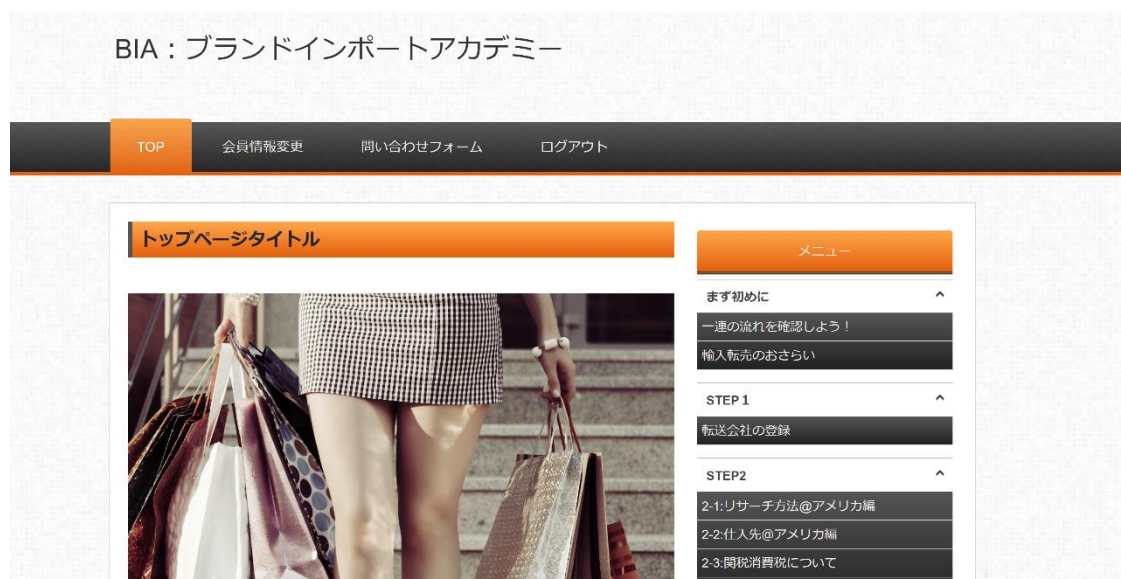 BIA：ブランドインポートアカデミー
TOP
会員情報変更
問い合わせフォーム
ログアウト
トップページタイトル
メニュー
まず初めに
一連の流れを確認しよう！
輸入転売のおさらい
STEP１
転送会社の登録
STEP2
2-1:リサーチ方法@アメリカ編
2-2:仕入先@アメリカ編
2-3:関税消費税について